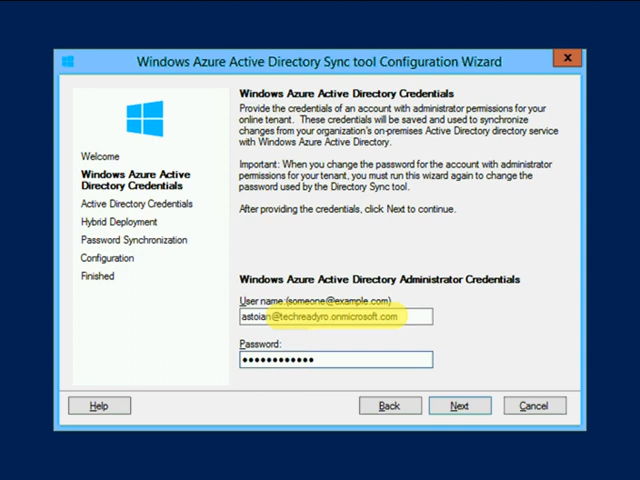 Windows Azure Active Directory Sync tool Configuration Wizard
x
Welcome
Windows Azure Active
Directory Credentials
Active Directory Credentials
Hybrid Deployment
Password Synchronization
Configuration
Finished
Windows Azure Active Directory Credentials
Provide the credentials of an account with administrator permissions for your
online tenant.  These credentials will be saved and used to synchronize
changes from your organization's on-premises Active Directory directory service
with Windows Azure Active Directory.
Important: When you change the password for the account with administrator
permissions for your tenant, you must run this wizard again to change the
password used by the Directory Sync tool.
After providing the credentials, click Next to continue.
Windows Azure Active Directory Administrator Credentials
User name (someone@example.com)
astoian@techreadyro.onmicrosoft.com
Password:
●●●●●●●●●●●●
Help
Back
Next
Cancel